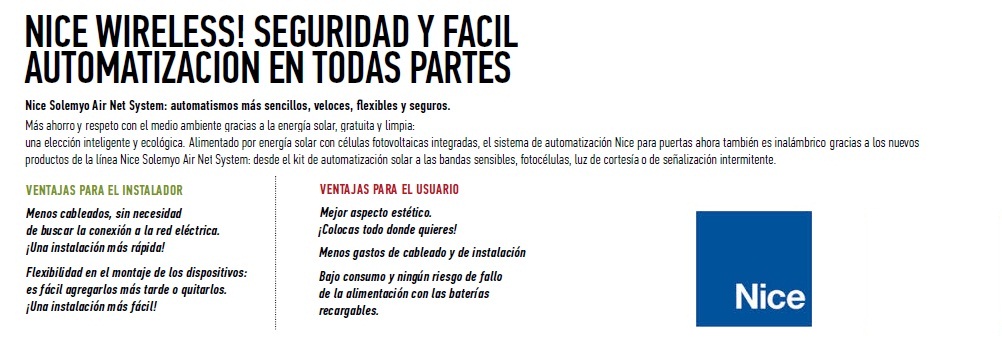 NICE WIRELESS! SEGURIDAD Y FACIL
AUTOMATIZACION EN TODAS PARTES
Nice Solemyo Air Net System: automatismos más sencillos, veloces, flexibles y seguros.
Más ahorro y respeto con el medio ambiente gracias a la energía solar, gratuita y limpia:
una elección inteligente y ecológica. Alimentado por energía solar con células fotovoltaicas integradas, el sistema de automatización Nice para puertas ahora también es inalámbrico gracias a los nuevos
productos de la línea Nice Solemyo Air Net System: desde el kit de automatización solar a las bandas sensibles, fotocélulas, luz de cortesía o de señalización intermitente.
VENTAJAS PARA EL INSTALADOR
Menos cableados, sin necesidad
de buscar la conexión a la red eléctrica.
¡Una instalación más rápida!
Flexibilidad en el montaje de los dispositivos:
es fácil agregarlos más tarde o quitarlos.
¡Una instalación más fácil!
VENTAJAS PARA EL USUARIO
Mejor aspecto estético.
¡Colocas todo donde quieres!
Menos gastos de cableado y de instalación
Bajo consumo y ningún riesgo de fallo
de la alimentación con las baterías
recargables.
Nice